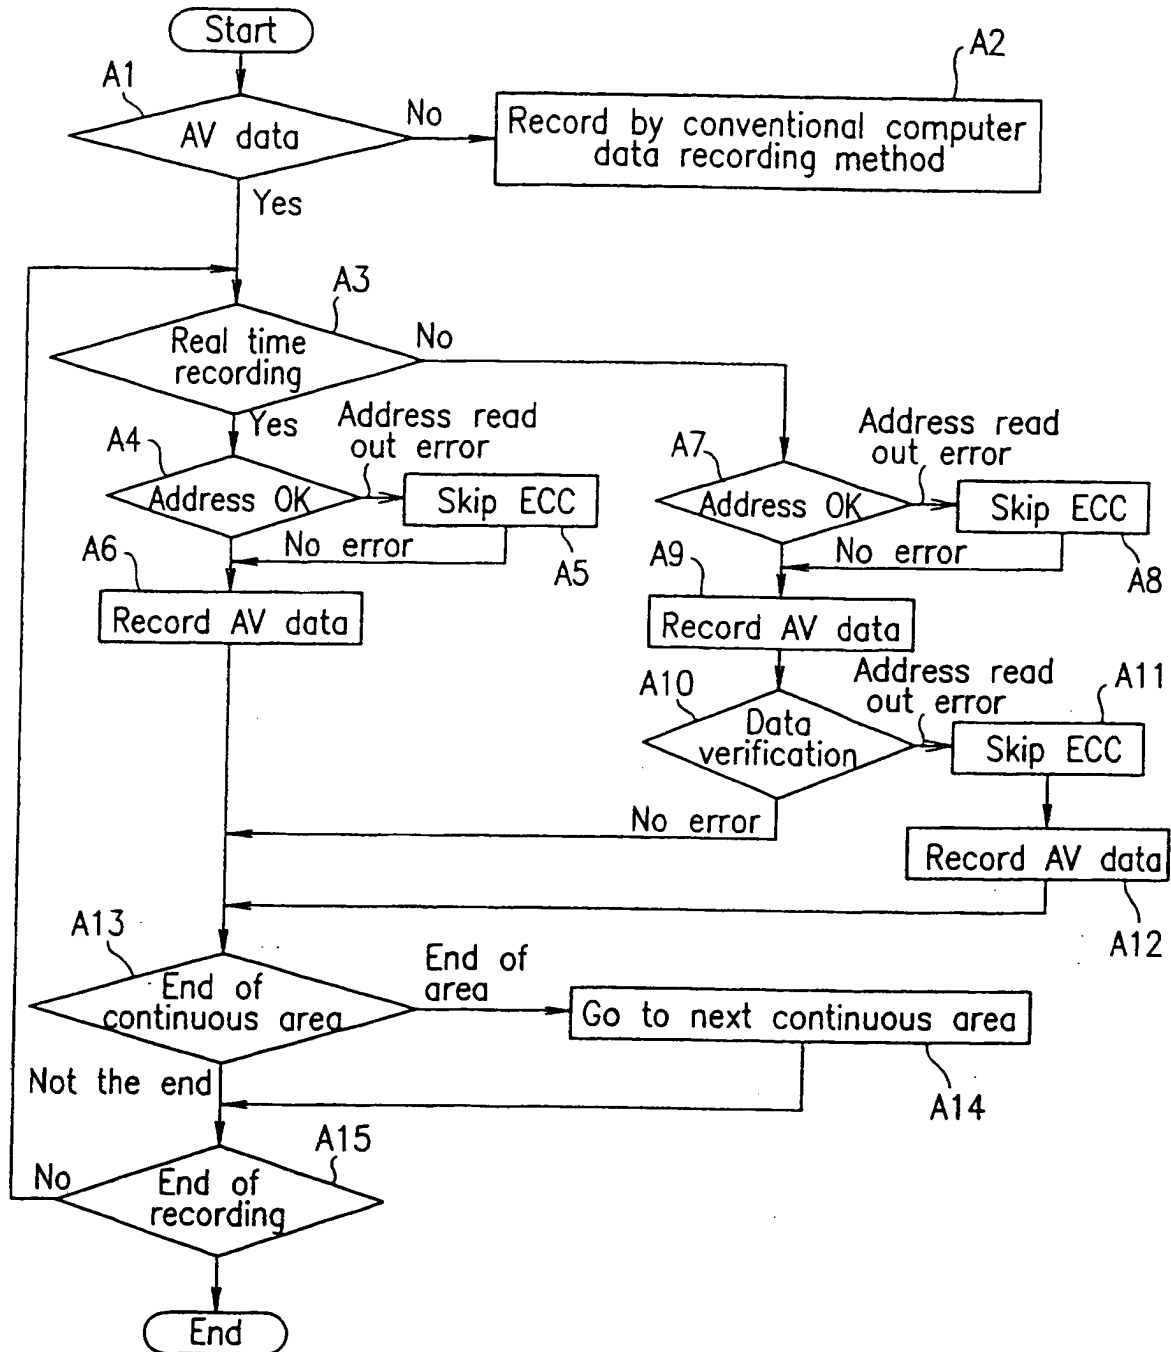 Start
A1
A2
AV data
No
Record by conventional computer
data recording method
Yes
A3
Real time
recording
No
Yes
A4
Address read
out error
Address OK
Skip ECC
A5
No error
A6
Record AV data
A7
Address read
out error
Address OK
Skip ECC
A8
No error
A9
Record AV data
A10
Data
verification
Address read
out error
A11
Skip ECC
No error
Record AV data
A12
A13
End of
continuous area
End of
area
Go to next continuous area
A14
Not the end
A15
No
End of
recording
End